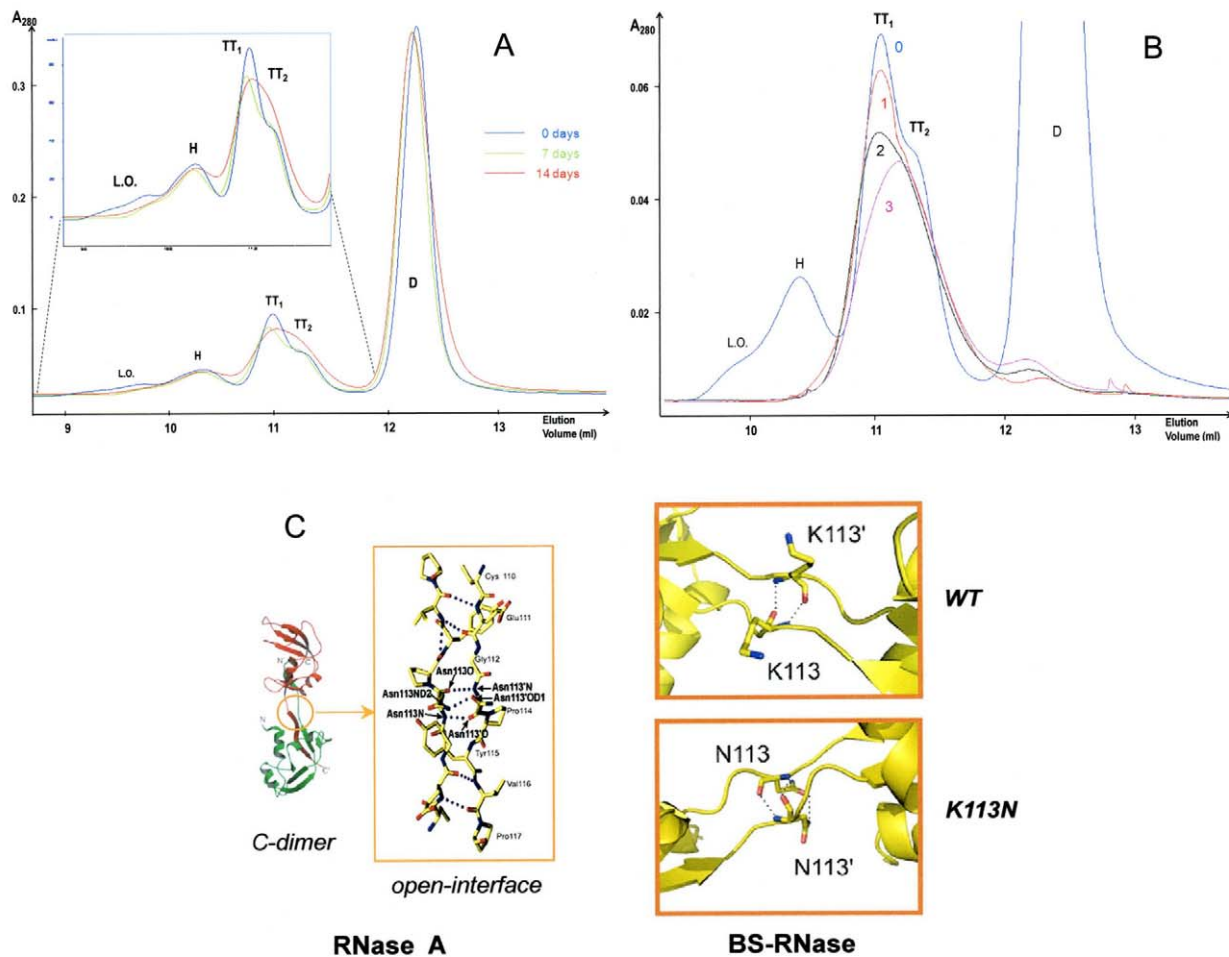 A280
A
0.3
0.2
0.1
TT1
TT2
H
L.O.
0 days
7 days
14 days
TT1
TT2
H
L.O.
D
9
10
11
12
13
Elution
Volume (ml)
A280
B
0.06
0.04
0.02
TT1
0
1
TT2
2
3
H
L.O.
D
10
11
12
13
Elution
Volume (ml)
C
Cys 110
Glu111
Gly112
Asn113O
Asn113ND2
Asn113'N
Asn113'OD1
Pro114
Asn113N
Asn113'O
Tyr115
Val116
Pro117
N
C
N
C
C-dimer
open-interface
RNase A
K113'
K113
WT
N113
N113'
K113N
BS-RNase